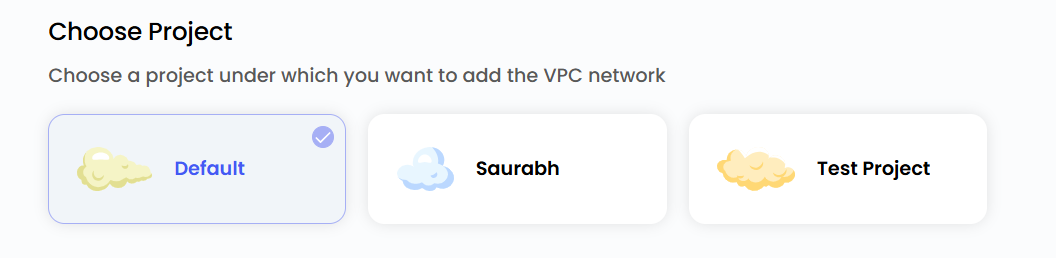 Choose Project
Choose a project under which you want to add the VPC network
Default
Saurabh
Test Project